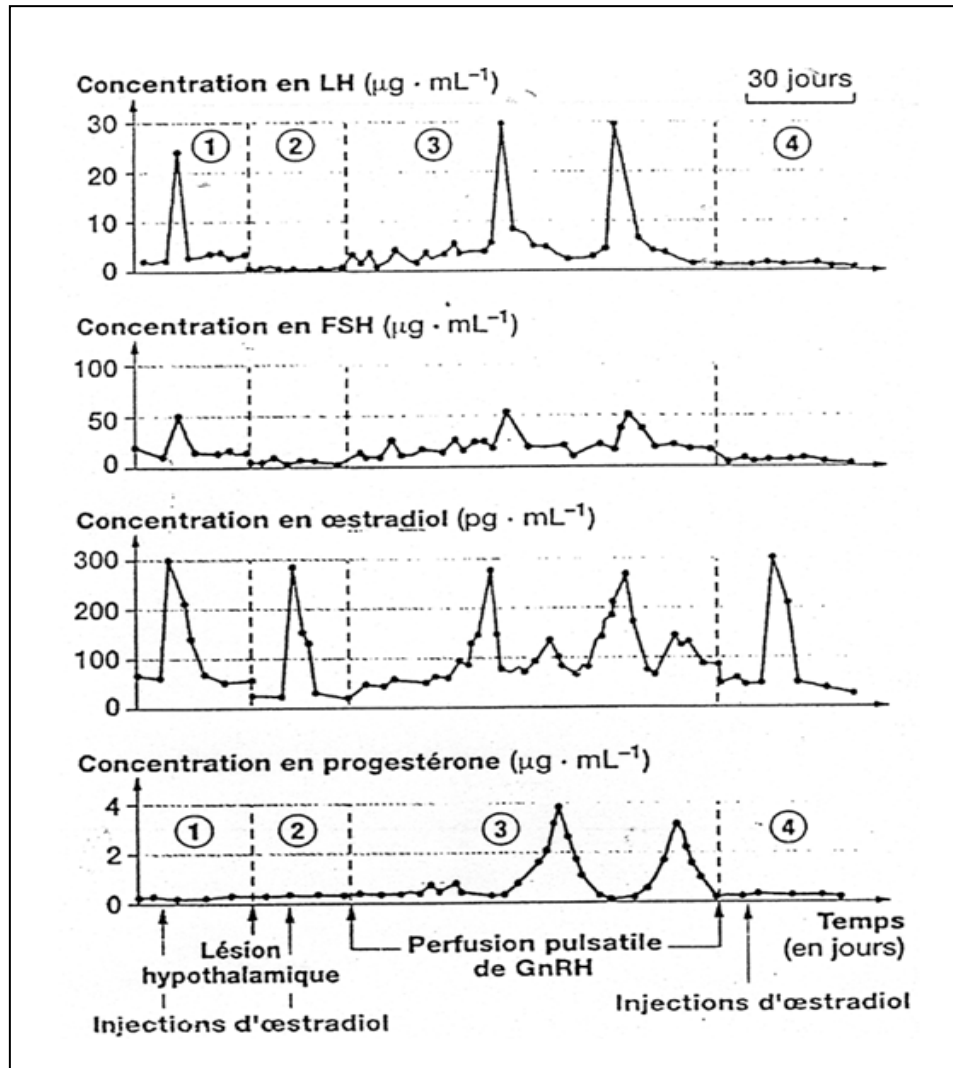 Concentration en LH (µg · mL⁻¹)
30 jours
30
20
10
0
① ② ③ ④
Concentration en FSH (µg · mL⁻¹)
100
50
0
Concentration en œstradiol (pg · mL⁻¹)
300
200
100
0
Concentration en progestérone (µg · mL⁻¹)
4
2
0
① ② ③ ④
Temps
(en jours)
Lésion
hypothalamique
Perfusion pulsatile
de GnRH
Injections d'œstradiol
Injections d'œstradiol